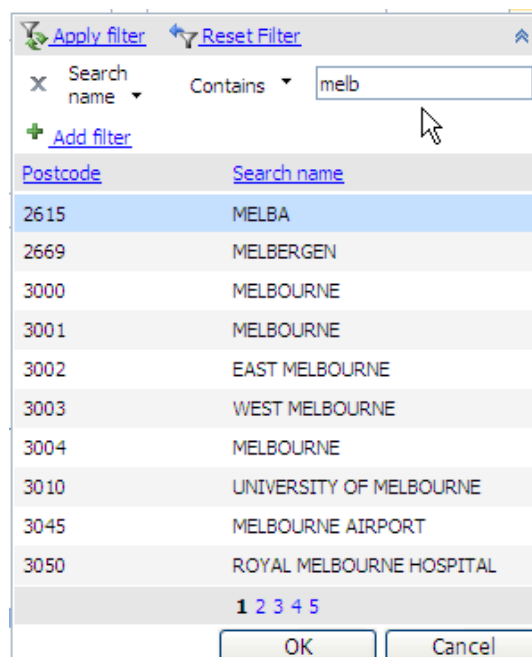 Apply filter Reset Filter
Search name Contains melb
Add filter
Postcode Search name
2615 MELBA
2669 MELBERGEN
3000 MELBOURNE
3001 MELBOURNE
3002 EAST MELBOURNE
3003 WEST MELBOURNE
3004 MELBOURNE
3010 UNIVERSITY OF MELBOURNE
3045 MELBOURNE AIRPORT
3050 ROYAL MELBOURNE HOSPITAL
1 2 3 4 5
OK Cancel